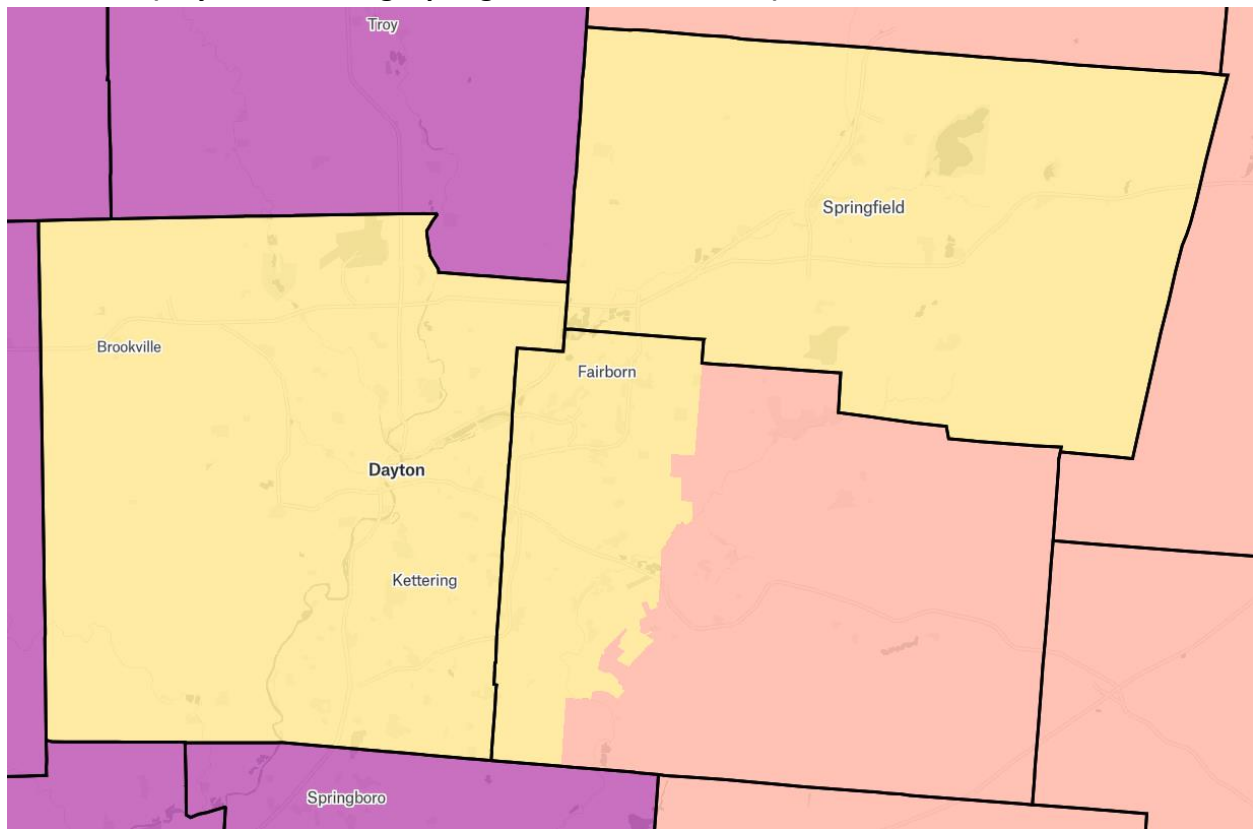 Troy
Springfield
Brookville
Fairborn
Dayton
Kettering
Springboro